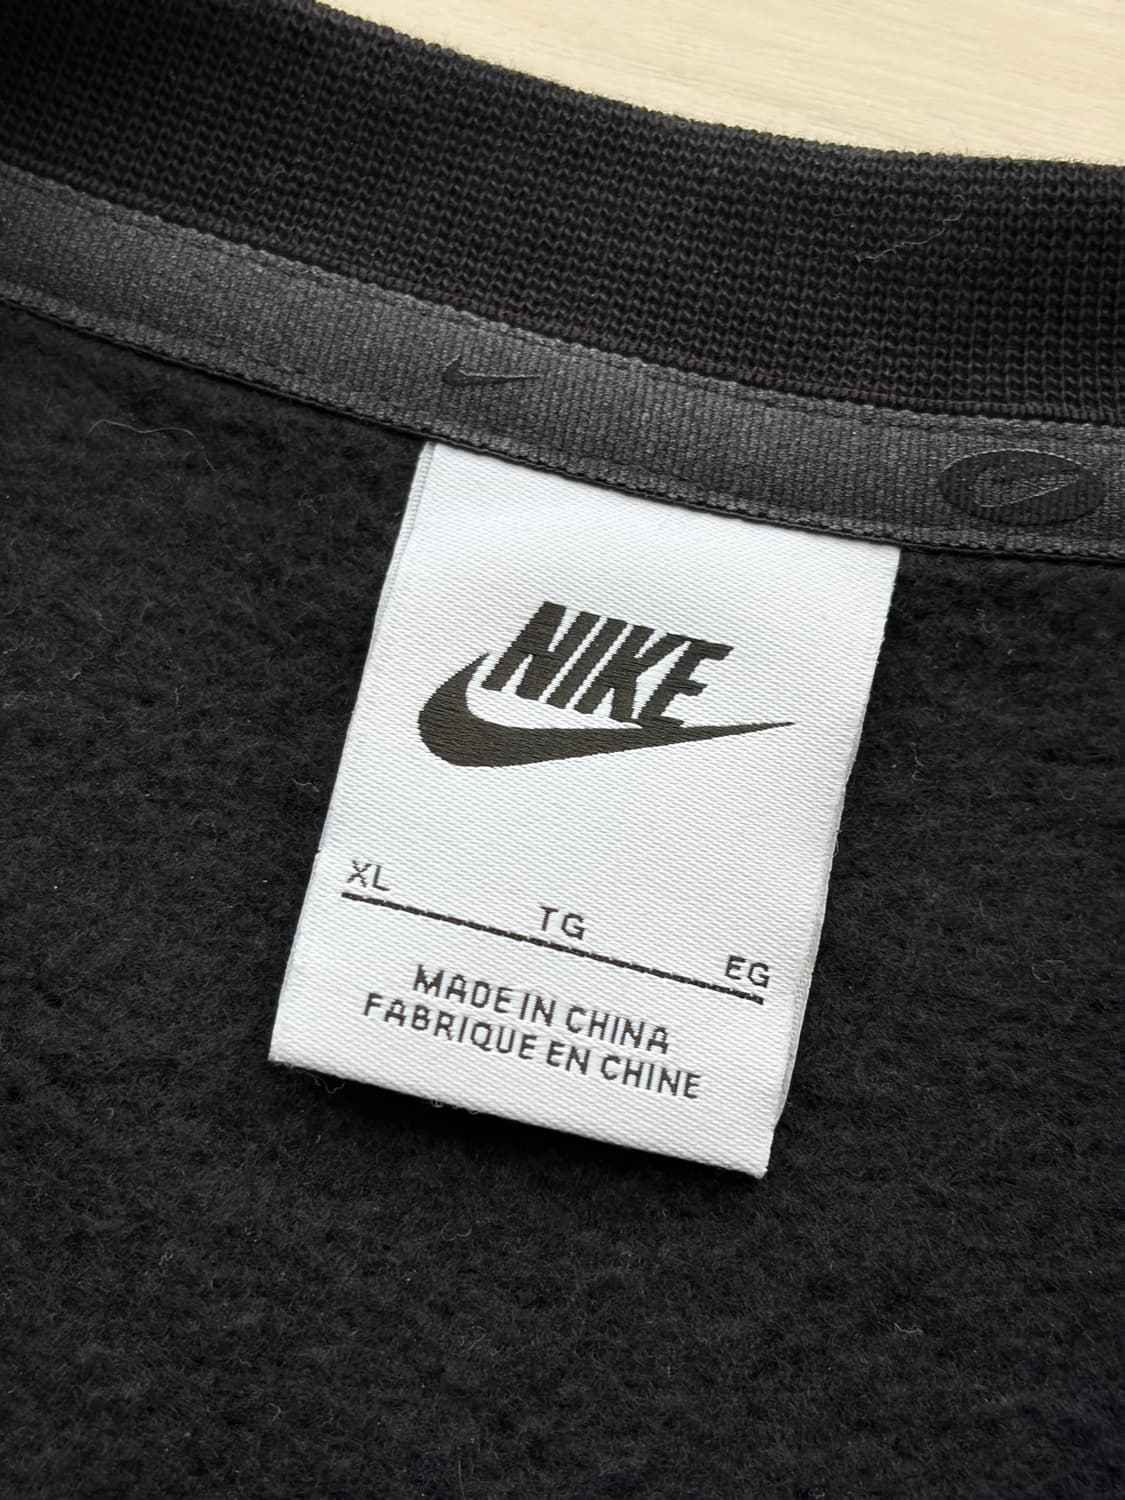 NIKE
XL
TG
EG
MADE IN CHINA
FABRIQUE EN CHINE